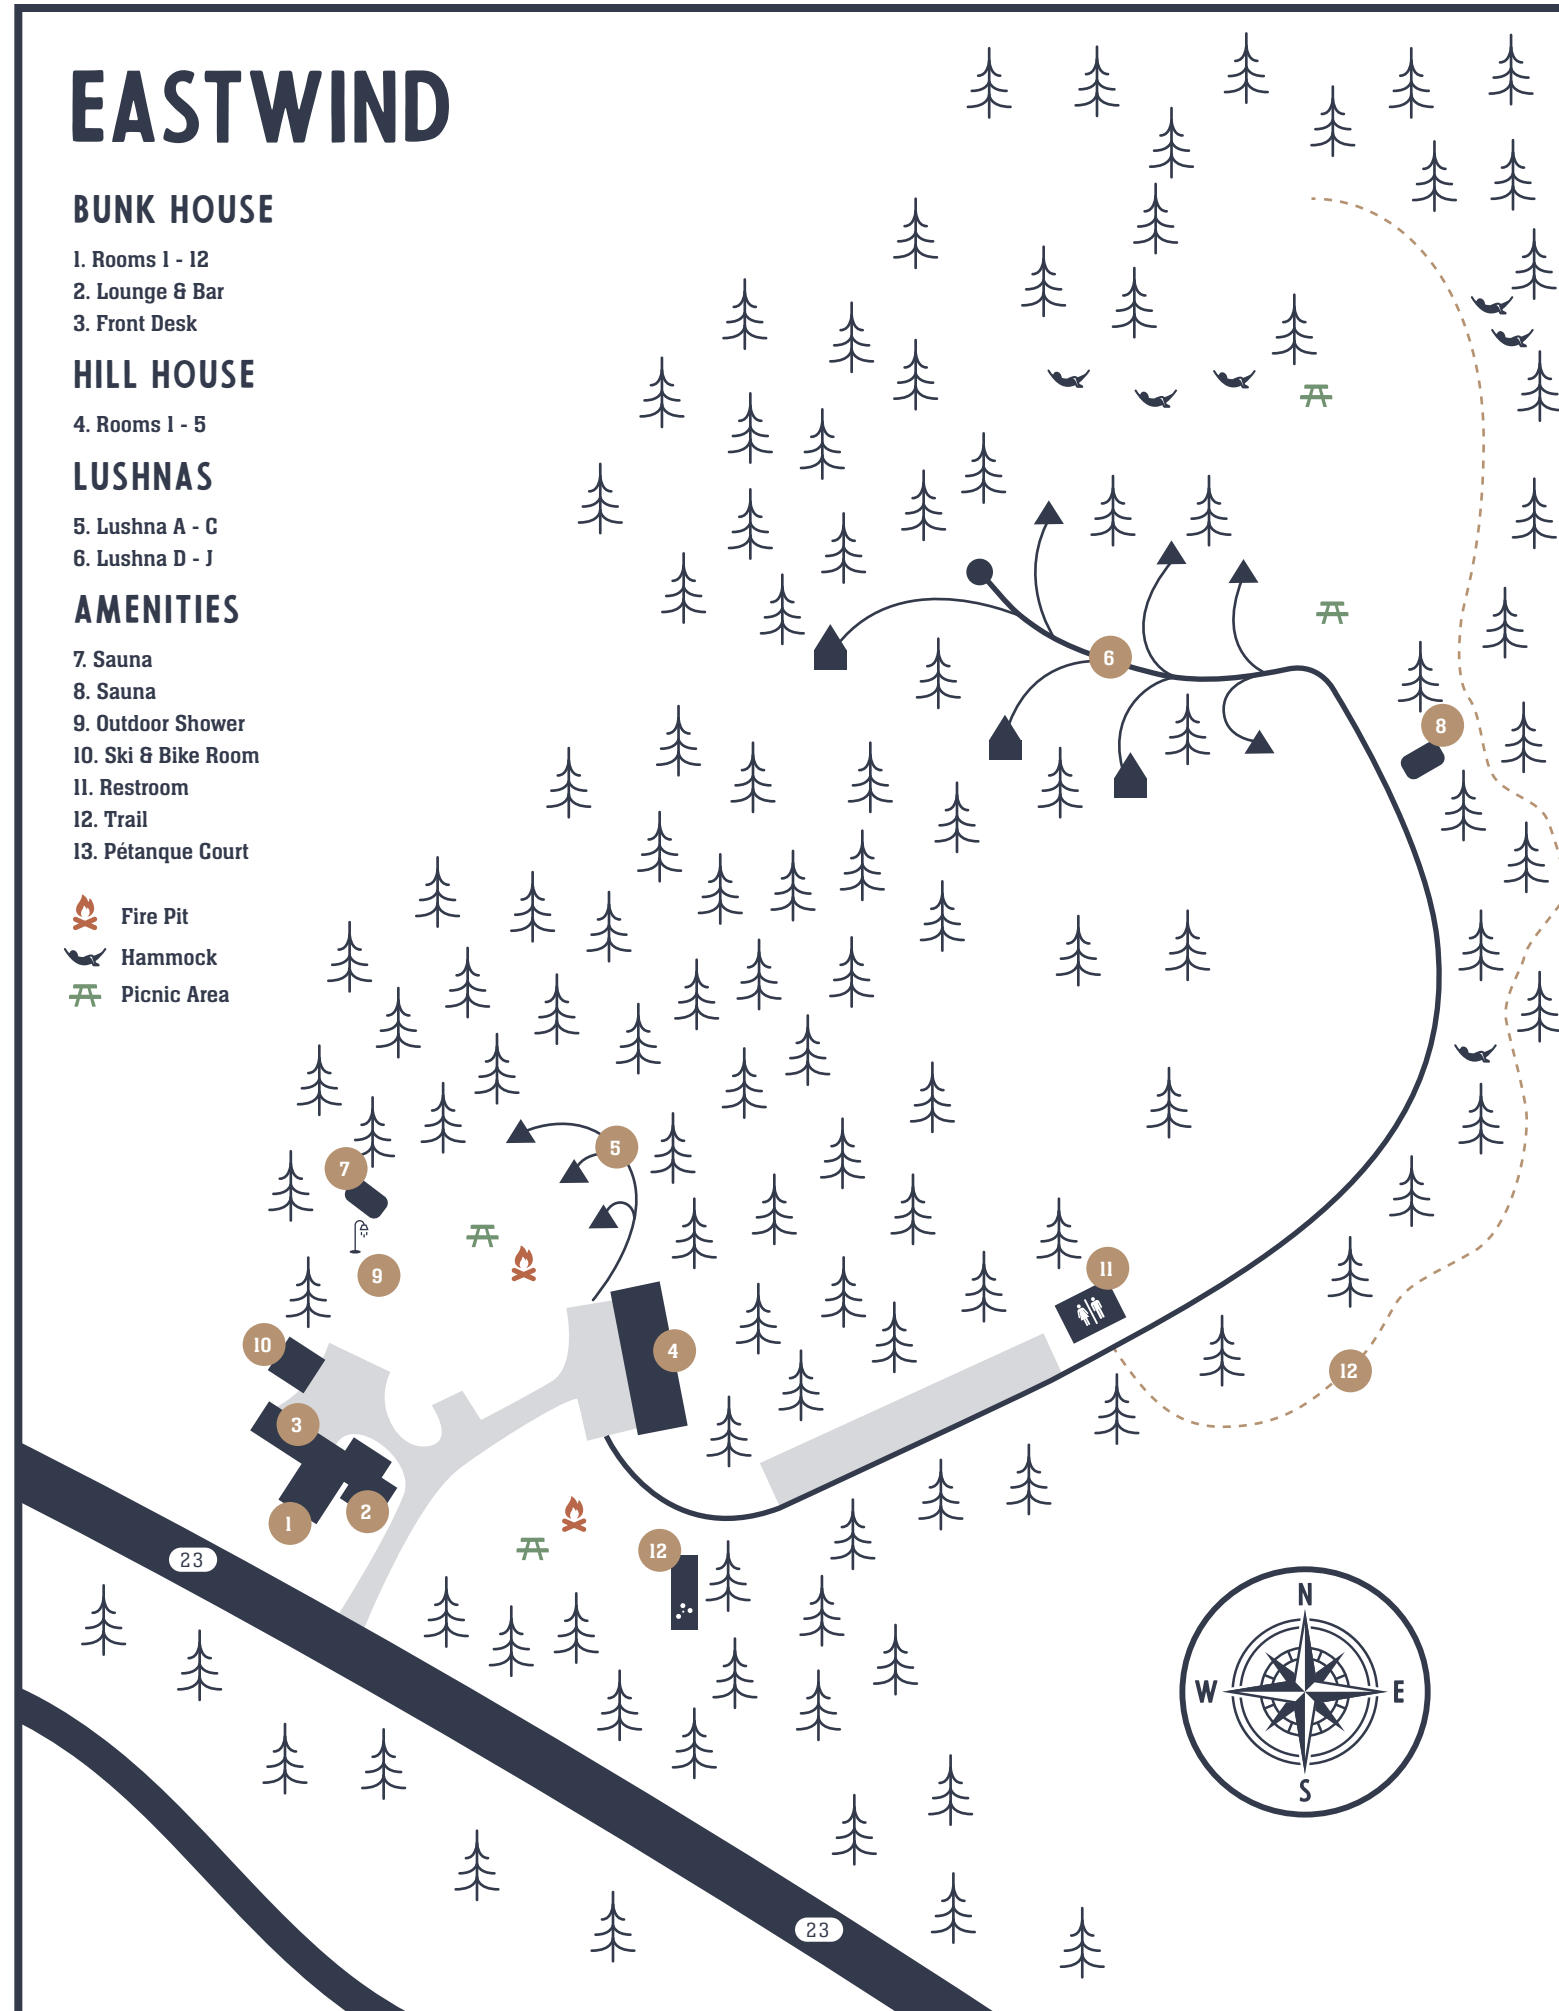 EASTWIND
BUNK HOUSE
1. Rooms 1 - 12
2. Lounge & Bar
3. Front Desk
HILL HOUSE
4. Rooms 1 - 5
LUSHNAS
5. Lushna A - C
6. Lushna D - J
AMENITIES
7. Sauna
8. Sauna
9. Outdoor Shower
10. Ski & Bike Room
11. Restroom
12. Trail
13. Pétanque Court
Fire Pit
Hammock
Picnic Area
6
8
5
7
9
11
10
4
12
3
2
1
12
23
N
W
E
S
23